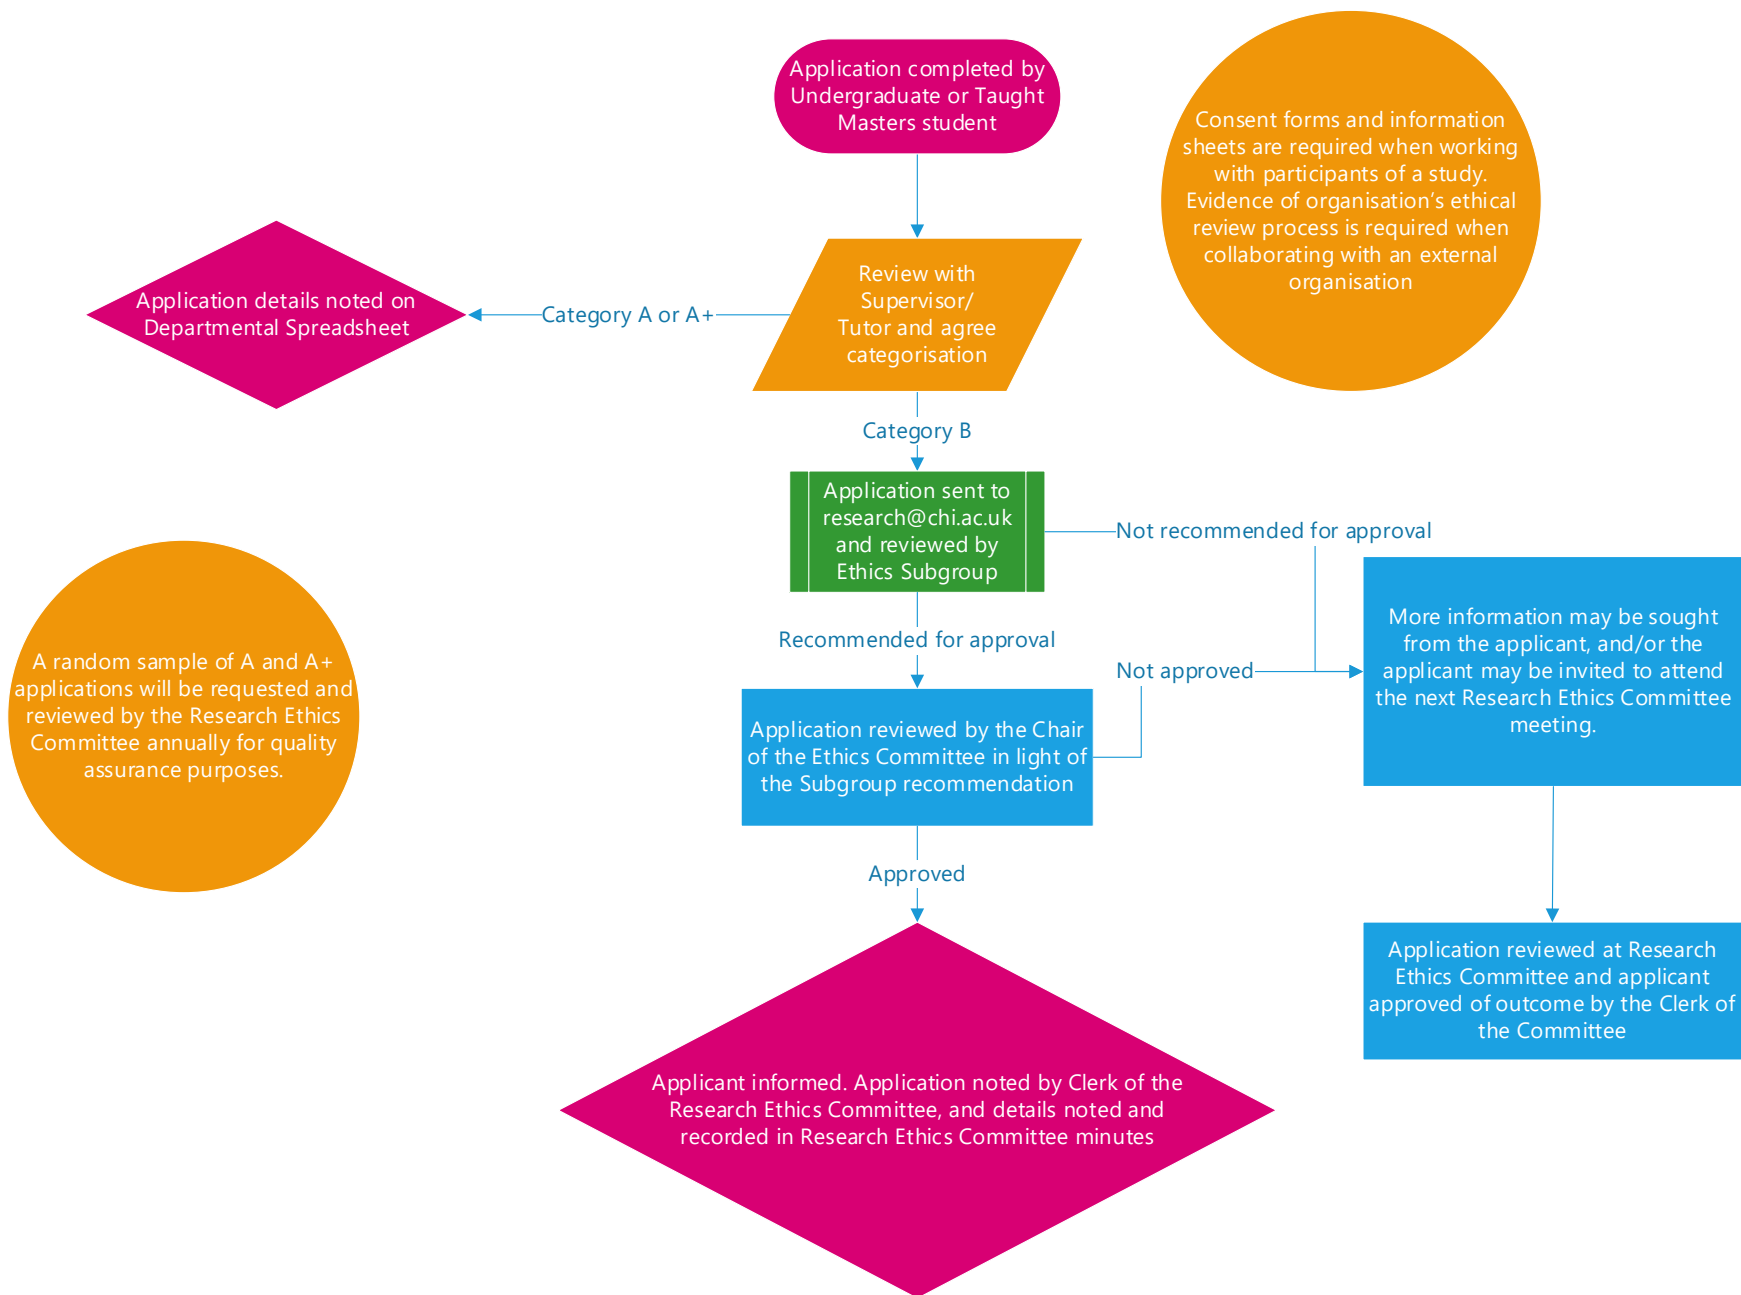 Application completed by
Undergraduate or Taught
Masters student
Consent forms and information
sheets are required when working
with participants of a study.
Evidence of organisation’s ethical
review process is required when
collaborating with an external
organisation
Review with
Supervisor/
Tutor and agree
categorisation
Category A or A+
Application details noted on
Departmental Spreadsheet
Category B
Application sent to
research@chi.ac.uk
and reviewed by
Ethics Subgroup
Not recommended for approval
Recommended for approval
Not approved
More information may be sought
from the applicant, and/or the
applicant may be invited to attend
the next Research Ethics Committee
meeting.
A random sample of A and A+
applications will be requested and
reviewed by the Research Ethics
Committee annually for quality
assurance purposes.
Application reviewed by the Chair
of the Ethics Committee in light of
the Subgroup recommendation
Approved
Application reviewed at Research
Ethics Committee and applicant
approved of outcome by the Clerk of
the Committee
Applicant informed. Application noted by Clerk of the
Research Ethics Committee, and details noted and
recorded in Research Ethics Committee minutes